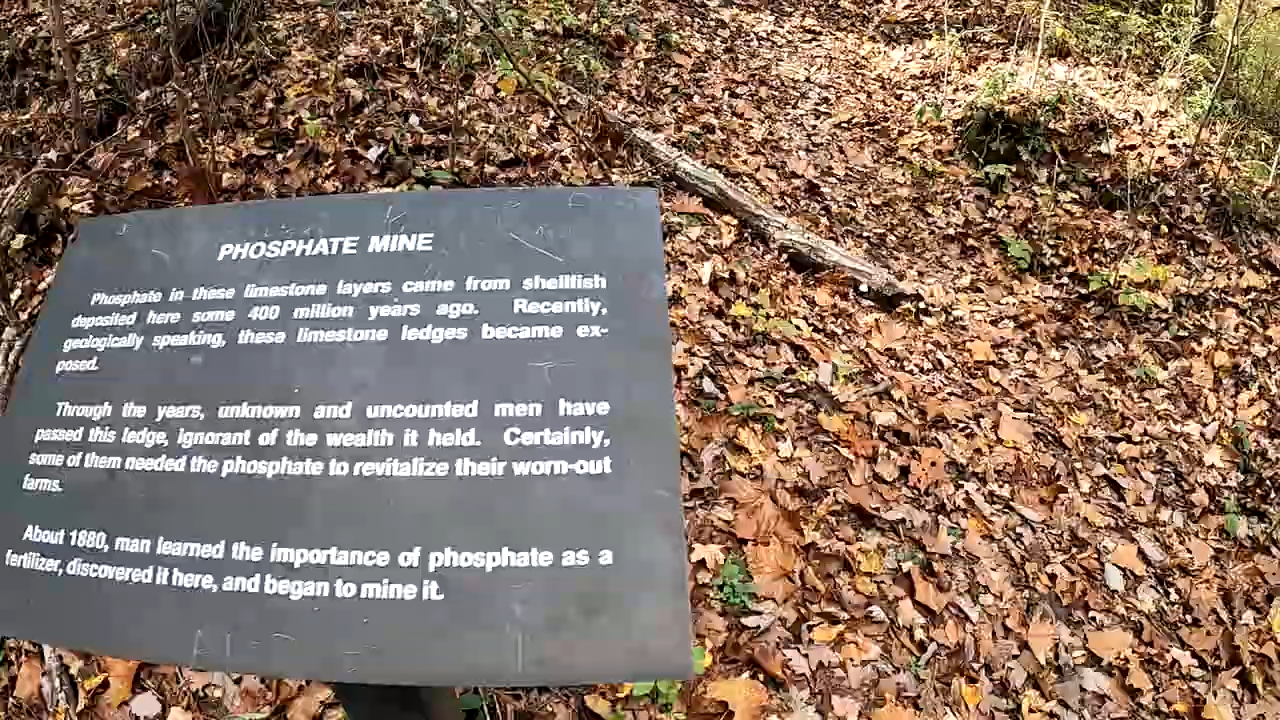 PHOSPHATE MINE
Phosphate in these limestone layers came from shellfish
deposited here some 400 million years ago. Recently,
geologically speaking, these limestone ledges became ex-
posed.
Through the years, unknown and uncounted men have
passed this ledge, ignorant of the wealth it held. Certainly,
some of them needed the phosphate to revitalize their worn-out
farms.
About 1880, man learned the importance of phosphate as a
fertilizer, discovered it here, and began to mine it.